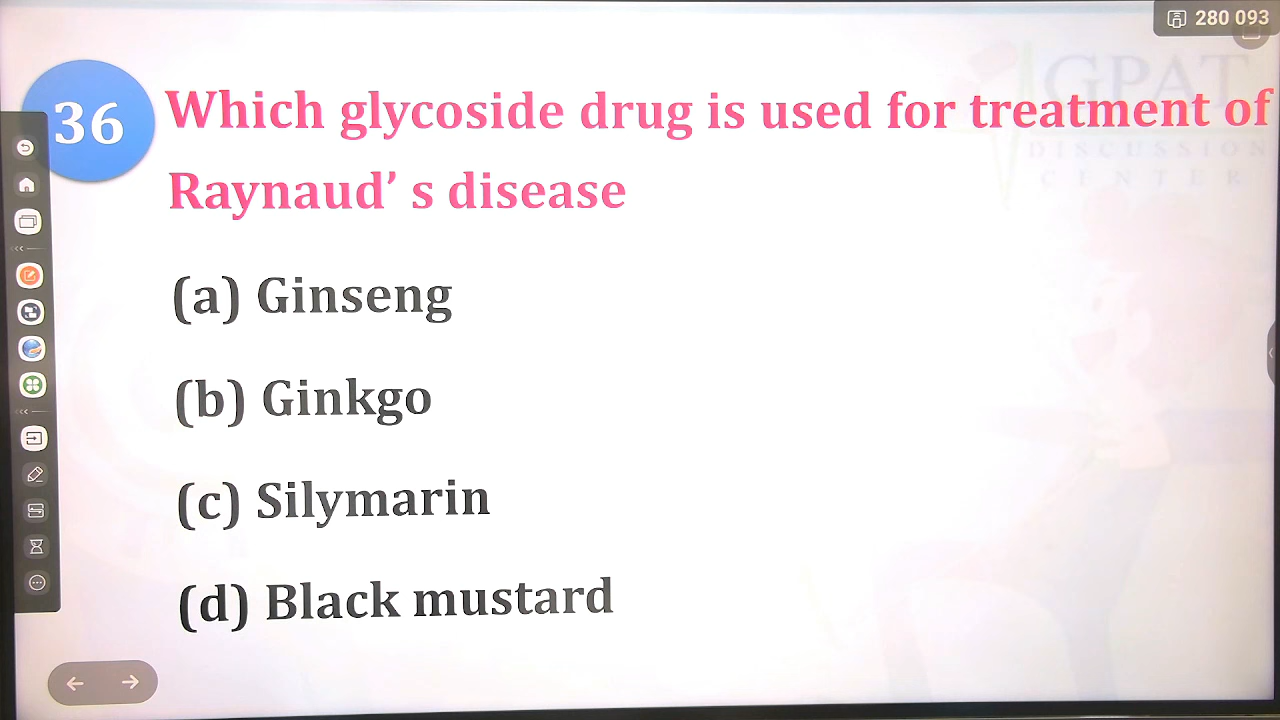 280 093
GPAT
DISCUSSION
CENTER
36
Which glycoside drug is used for treatment of
Raynaud’ s disease
(a) Ginseng
(b) Ginkgo
(c) Silymarin
(d) Black mustard